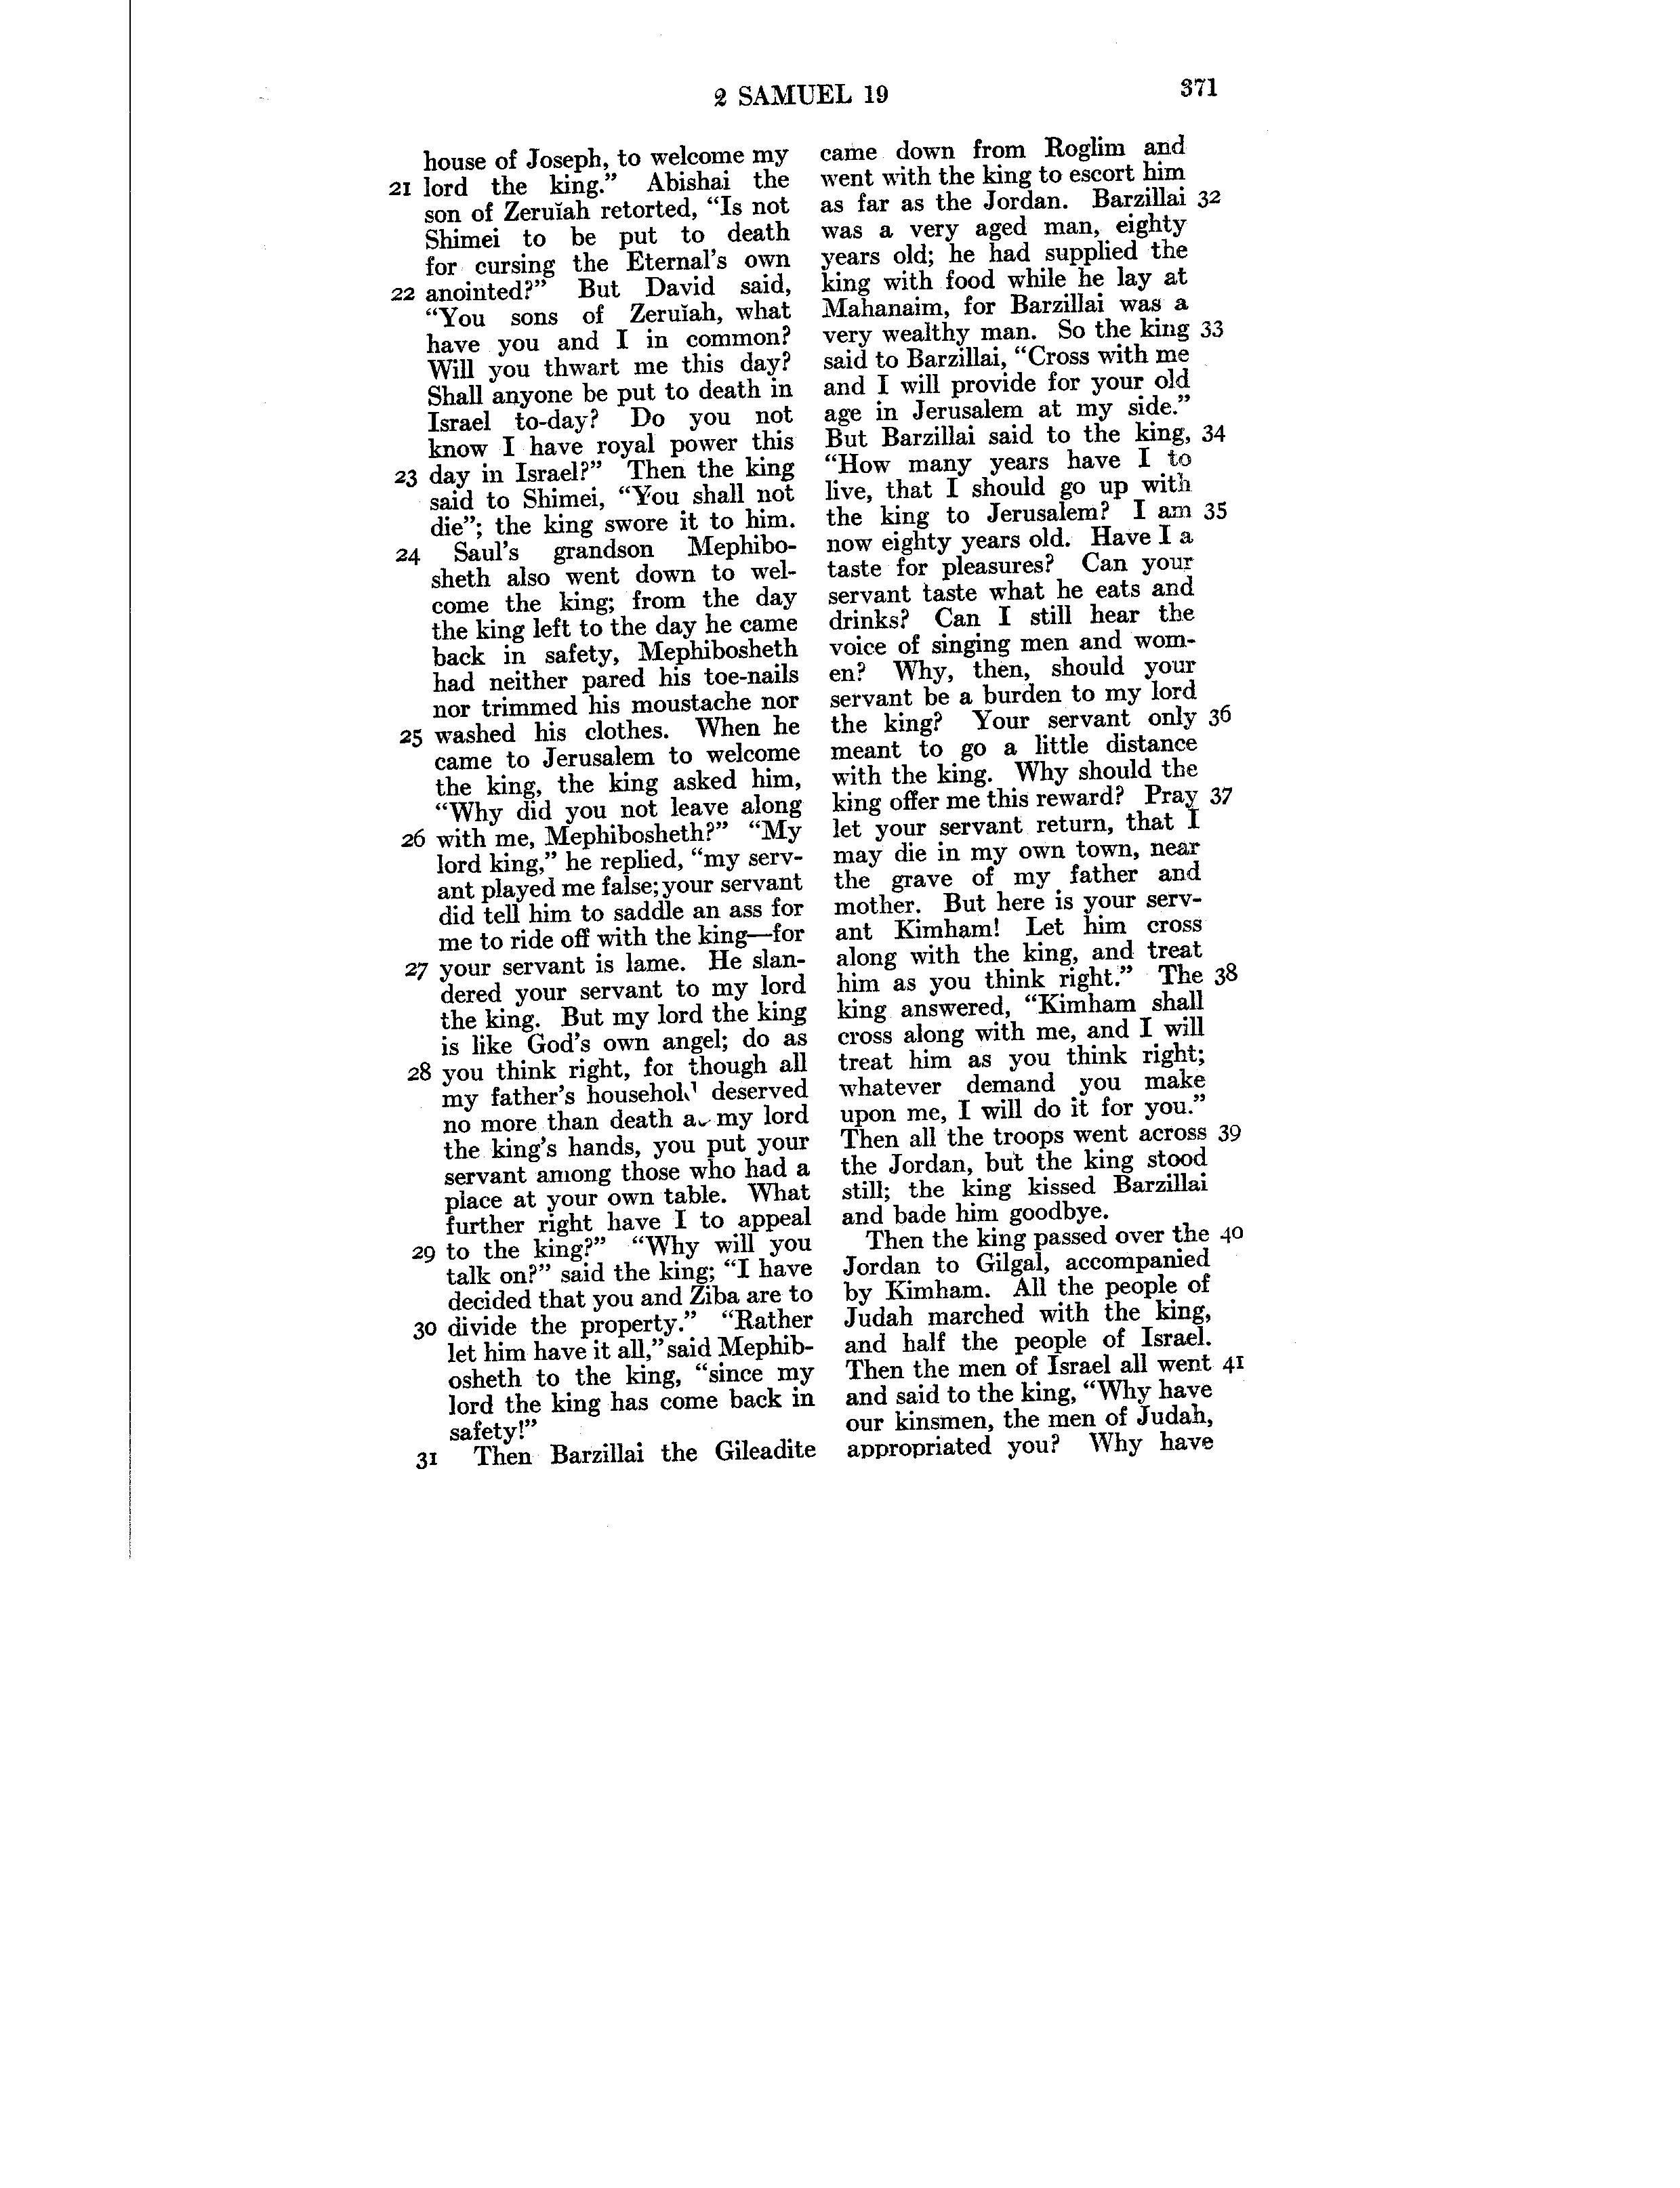 2 SAMUEL 19 371
house of Joseph, to welcome my
21 lord the king.” Abishai the
son of Zeruĭah retorted, “Is not
Shimei to be put to death
for cursing the Eternal’s own
22 anointed?” But David said,
“You sons of Zeruĭah, what
have you and I in common?
Will you thwart me this day?
Shall anyone be put to death in
Israel to-day? Do you not
know I have royal power this
23 day in Israel?” Then the king
said to Shimei, “You shall not
die”; the king swore it to him.
24 Saul’s grandson Mephibo-
sheth also went down to wel-
come the king; from the day
the king left to the day he came
back in safety, Mephibosheth
had neither pared his toe-nails
nor trimmed his moustache nor
25 washed his clothes. When he
came to Jerusalem to welcome
the king, the king asked him,
“Why did you not leave along
26 with me, Mephibosheth?” “My
lord king,” he replied, “my serv-
ant played me false; your servant
did tell him to saddle an ass for
me to ride off with the king—for
27 your servant is lame. He slan-
dered your servant to my lord
the king. But my lord the king
is like God’s own angel; do as
28 you think right, for though all
my father’s household deserved
no more than death my lord
the king’s hands, you put your
servant among those who had a
place at your own table. What
further right have I to appeal
29 to the king?” “Why will you
talk on?” said the king; “I have
decided that you and Ziba are to
30 divide the property.” “Rather
let him have it all,” said Mephib-
osheth to the king, “since my
lord the king has come back in
safety!”
31 Then Barzillai the Gileadite
came down from Roglim and
went with the king to escort him
as far as the Jordan. Barzillai 32
was a very aged man, eighty
years old; he had supplied the
king with food while he lay at
Mahanaim, for Barzillai was a
very wealthy man. So the king 33
said to Barzillai, “Cross with me
and I will provide for your old
age in Jerusalem at my side.”
But Barzillai said to the king, 34
“How many years have I to
live, that I should go up with
the king to Jerusalem? I am 35
now eighty years old. Have I a
taste for pleasures? Can your
servant taste what he eats and
drinks? Can I still hear the
voice of singing men and wom-
en? Why, then, should your
servant be a burden to my lord
the king? Your servant only 36
meant to go a little distance
with the king. Why should the
king offer me this reward? Pray 37
let your servant return, that I
may die in my own town, near
the grave of my father and
mother. But here is your serv-
ant Kimham! Let him cross
along with the king, and treat
him as you think right.” The 38
king answered, “Kimham shall
cross along with me, and I will
treat him as you think right;
whatever demand you make
upon me, I will do it for you.”
Then all the troops went across 39
the Jordan, but the king stood
still; the king kissed Barzillai
and bade him goodbye.
Then the king passed over the 40
Jordan to Gilgal, accompanied
by Kimham. All the people of
Judah marched with the king,
and half the people of Israel.
Then the men of Israel all went 41
and said to the king, “Why have
our kinsmen, the men of Judah,
appropriated you? Why have